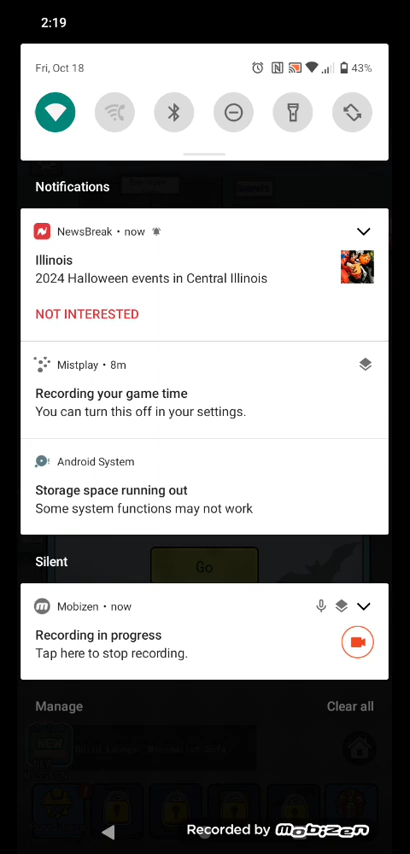 2:19
Fri, Oct 18
43%
Notifications
NewsBreak • now
Illinois
2024 Halloween events in Central Illinois
NOT INTERESTED
Mistplay • 8m
Recording your game time
You can turn this off in your settings.
Android System
Storage space running out
Some system functions may not work
Go
Silent
Mobizen • now
Recording in progress
Tap here to stop recording.
Manage
Clear all
NEW
Recorded by Mobizen